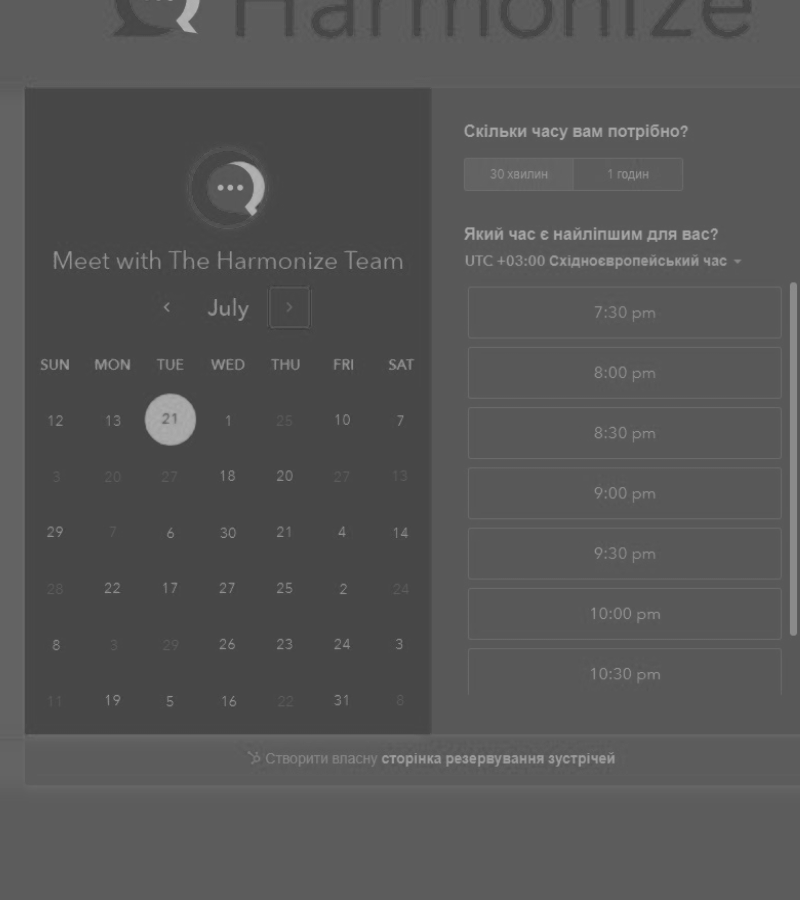 Harmonize
Meet with The Harmonize Team
July
SUN MON TUE WED THU FRI SAT
12 13 21 1 25 10 7
3 20 27 18 20 27 13
29 7 6 30 21 4 14
28 22 17 27 25 2 24
8 3 29 26 23 24 3
11 19 5 16 22 31 8
Скільки часу вам потрібно?
30 хвилин 1 годин
Який час є найліпшим для вас?
UTC +03:00 Східноєвропейський час
7:30 pm
8:00 pm
8:30 pm
9:00 pm
9:30 pm
10:00 pm
10:30 pm
Створити власну сторінка резервування зустрічей